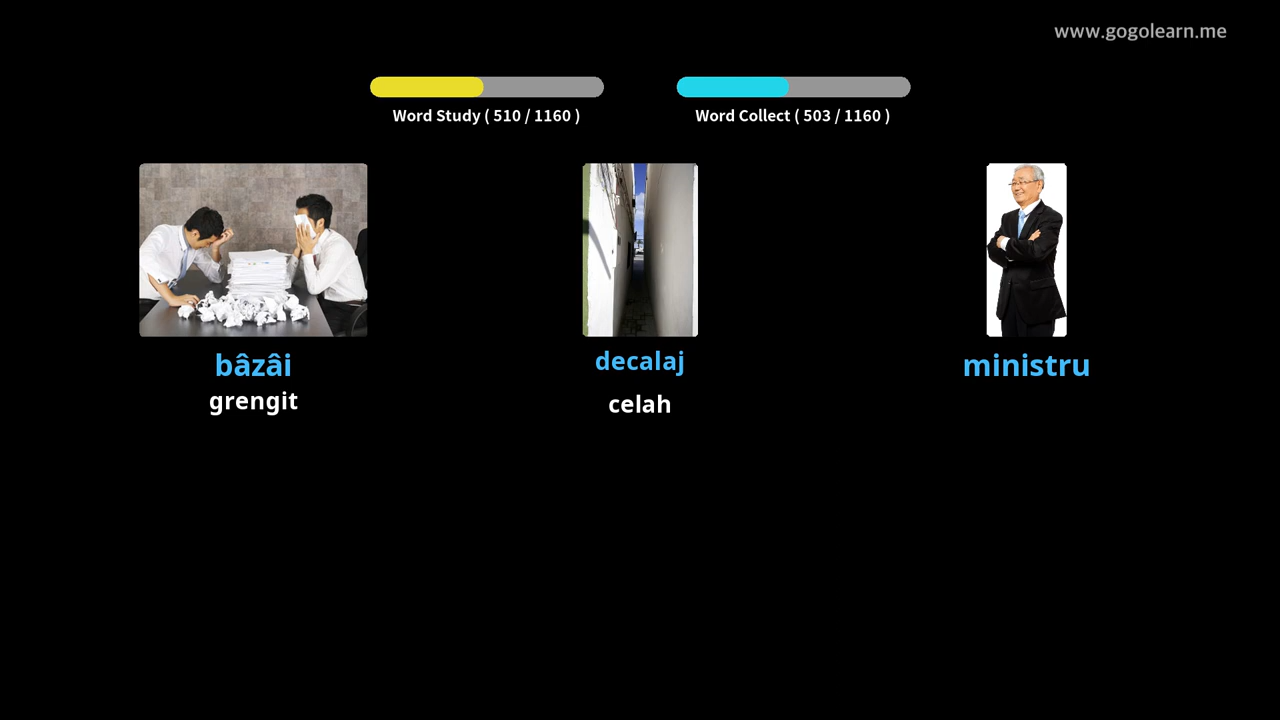 www.gogolearn.me
Word Study ( 510 / 1160 )
Word Collect ( 503 / 1160 )
bâzâi
grengit
decalaj
celah
ministru